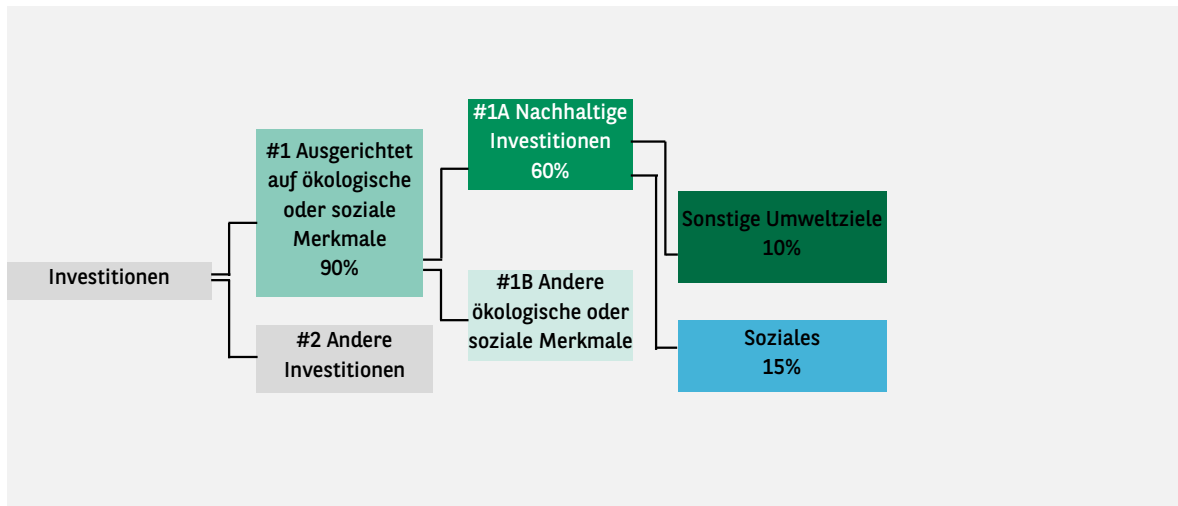 Investitionen
#1 Ausgerichtet
auf ökologische
oder soziale
Merkmale
90%
#2 Andere
Investitionen
#1A Nachhaltige
Investitionen
60%
#1B Andere
ökologische oder
soziale Merkmale
Sonstige Umweltziele
10%
Soziales
15%